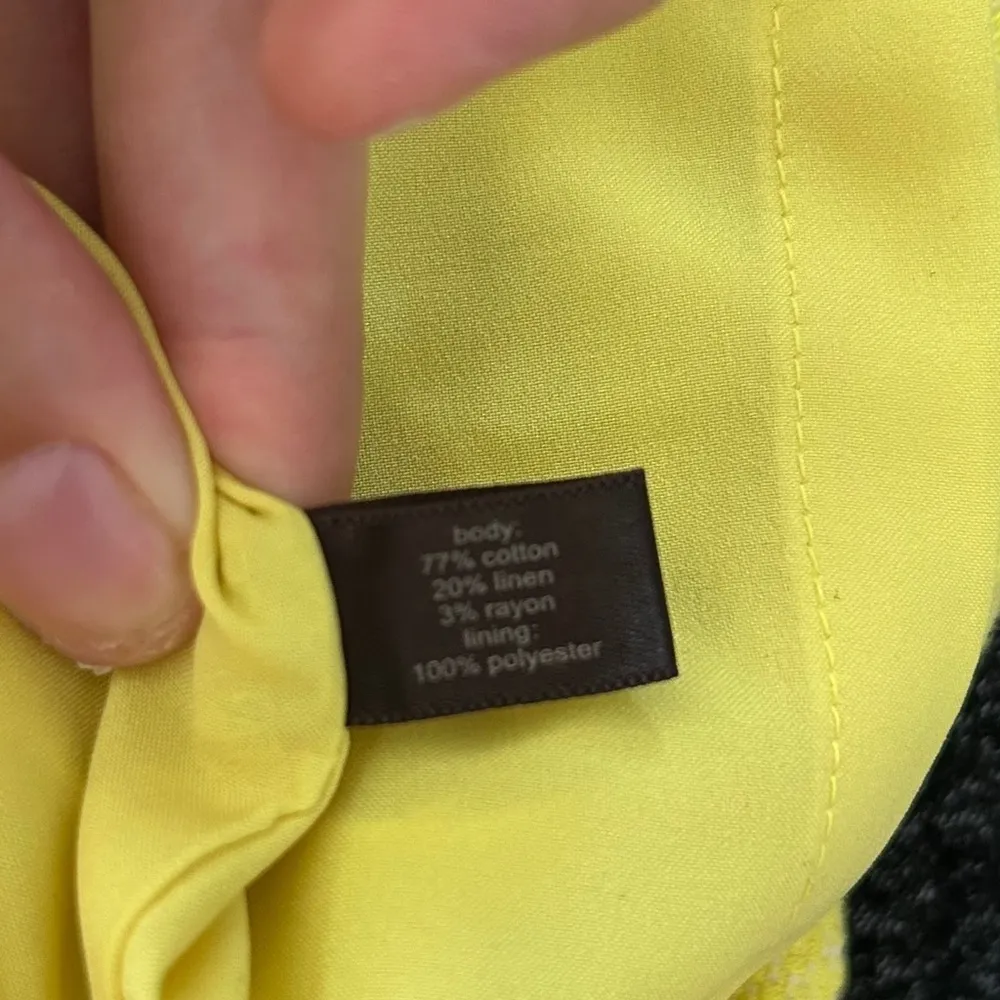 body:
77% cotton
20% linen
3% rayon
lining:
100% polyester